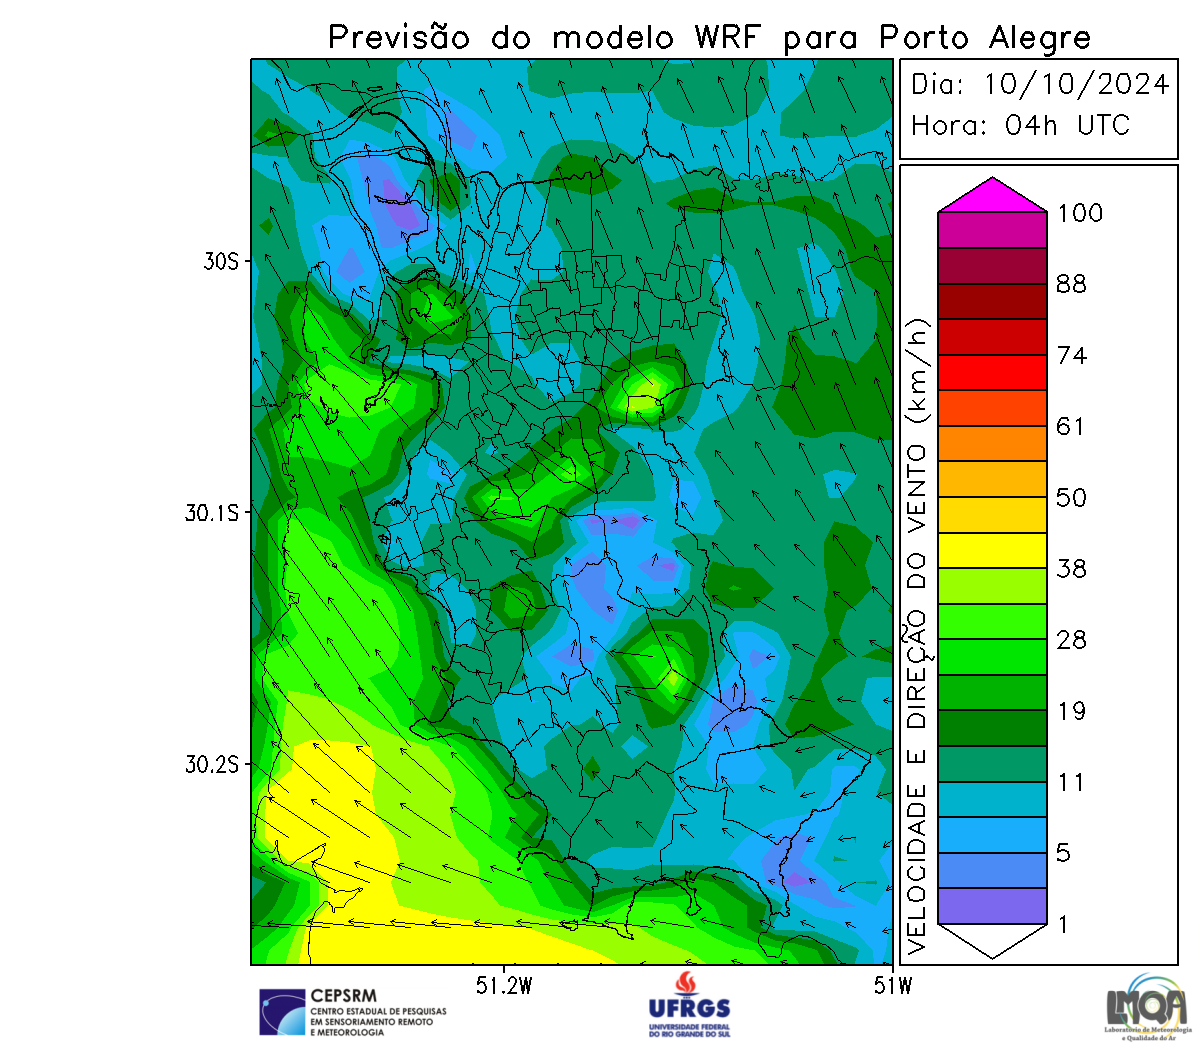 Previsão do modelo WRF para Porto Alegre
Dia: 10/10/2024
Hora: 04h UTC
30S
30.1S
30.2S
51.2W
51W
VELOCIDADE E DIREÇÃO DO VENTO (km/h)
100
88
74
61
50
38
28
19
11
5
1
CEPSRM
CENTRO ESTADUAL DE PESQUISAS
EM SENSORIAMENTO REMOTO
E METEOROLOGIA
UFRGS
UNIVERSIDADE FEDERAL
DO RIO GRANDE DO SUL
LMQA
Laboratório de Meteorologia
e Qualidade do Ar